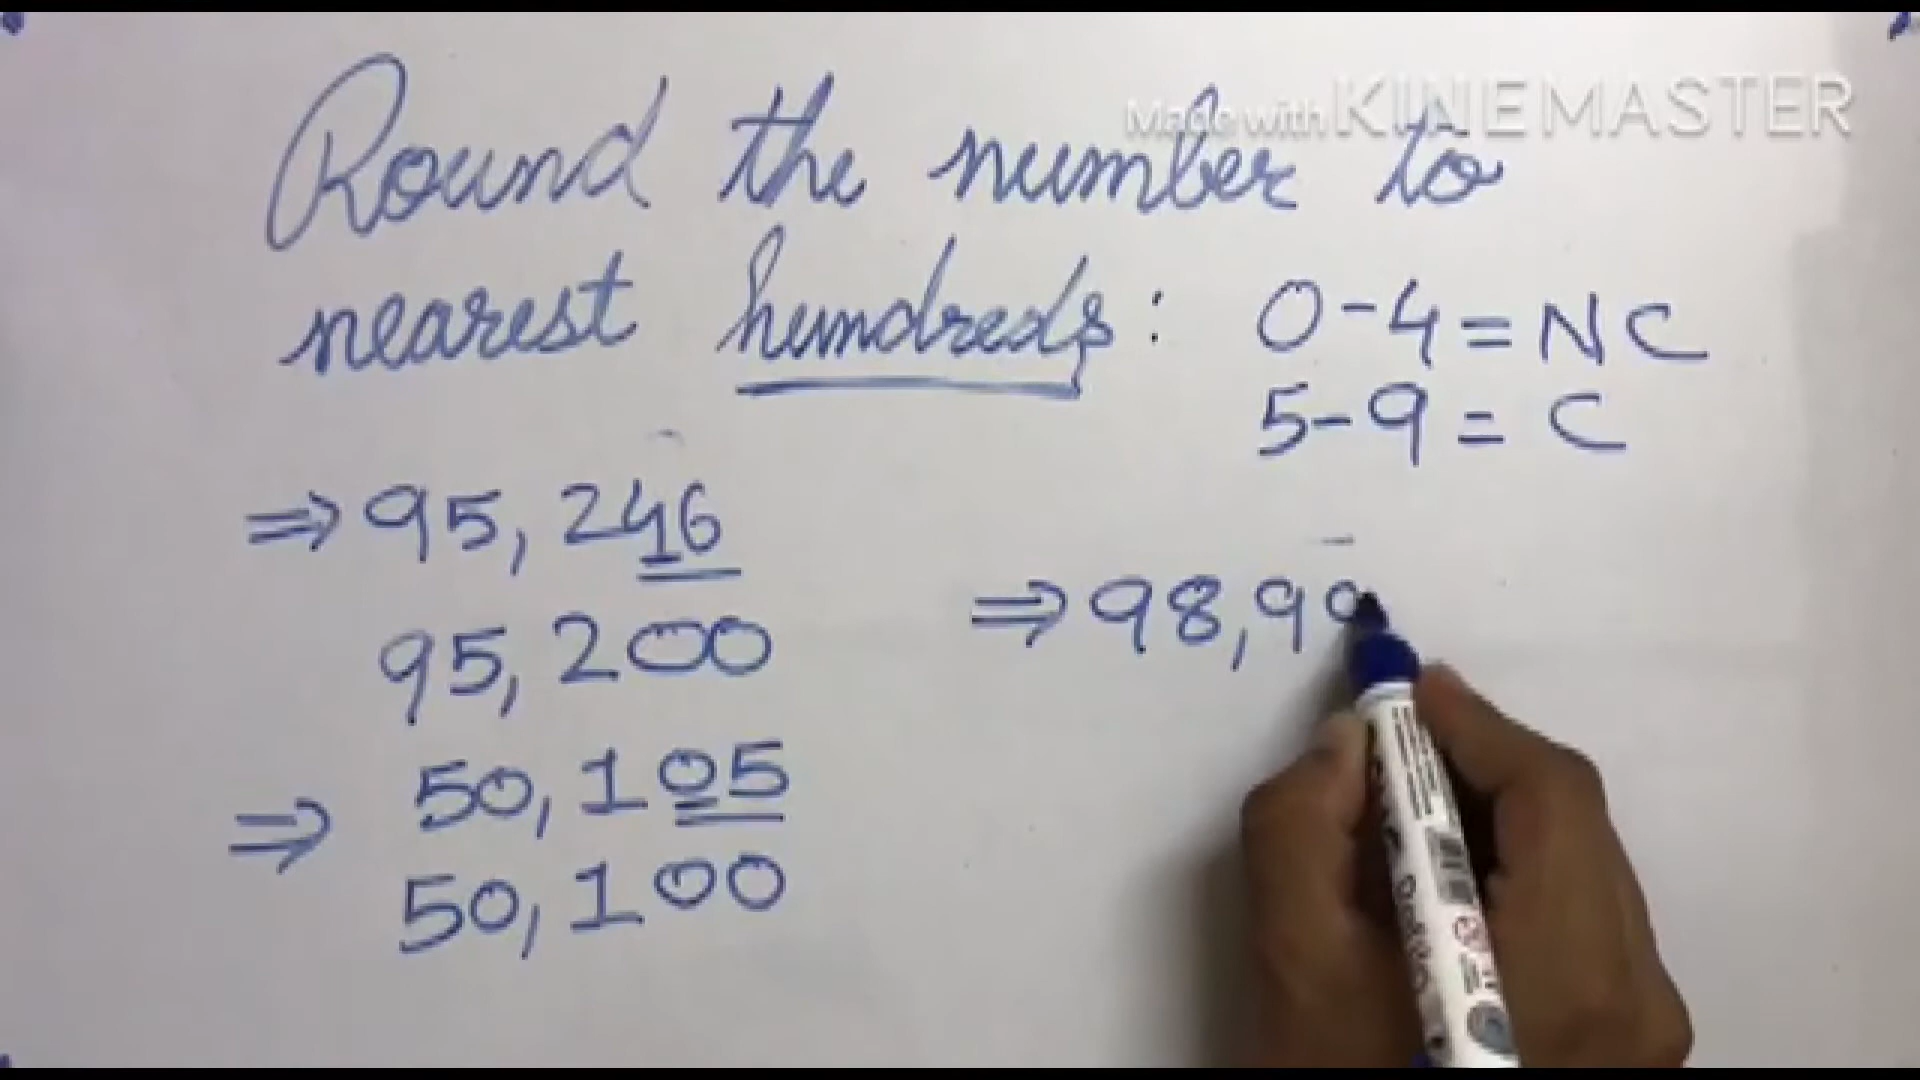 Made with KINEMASTER
Round the number to
nearest hundreds :
0-4 = NC
5-9 = C
⇒ 95,246
95,200
⇒ 50,105
50,100
⇒ 98,99